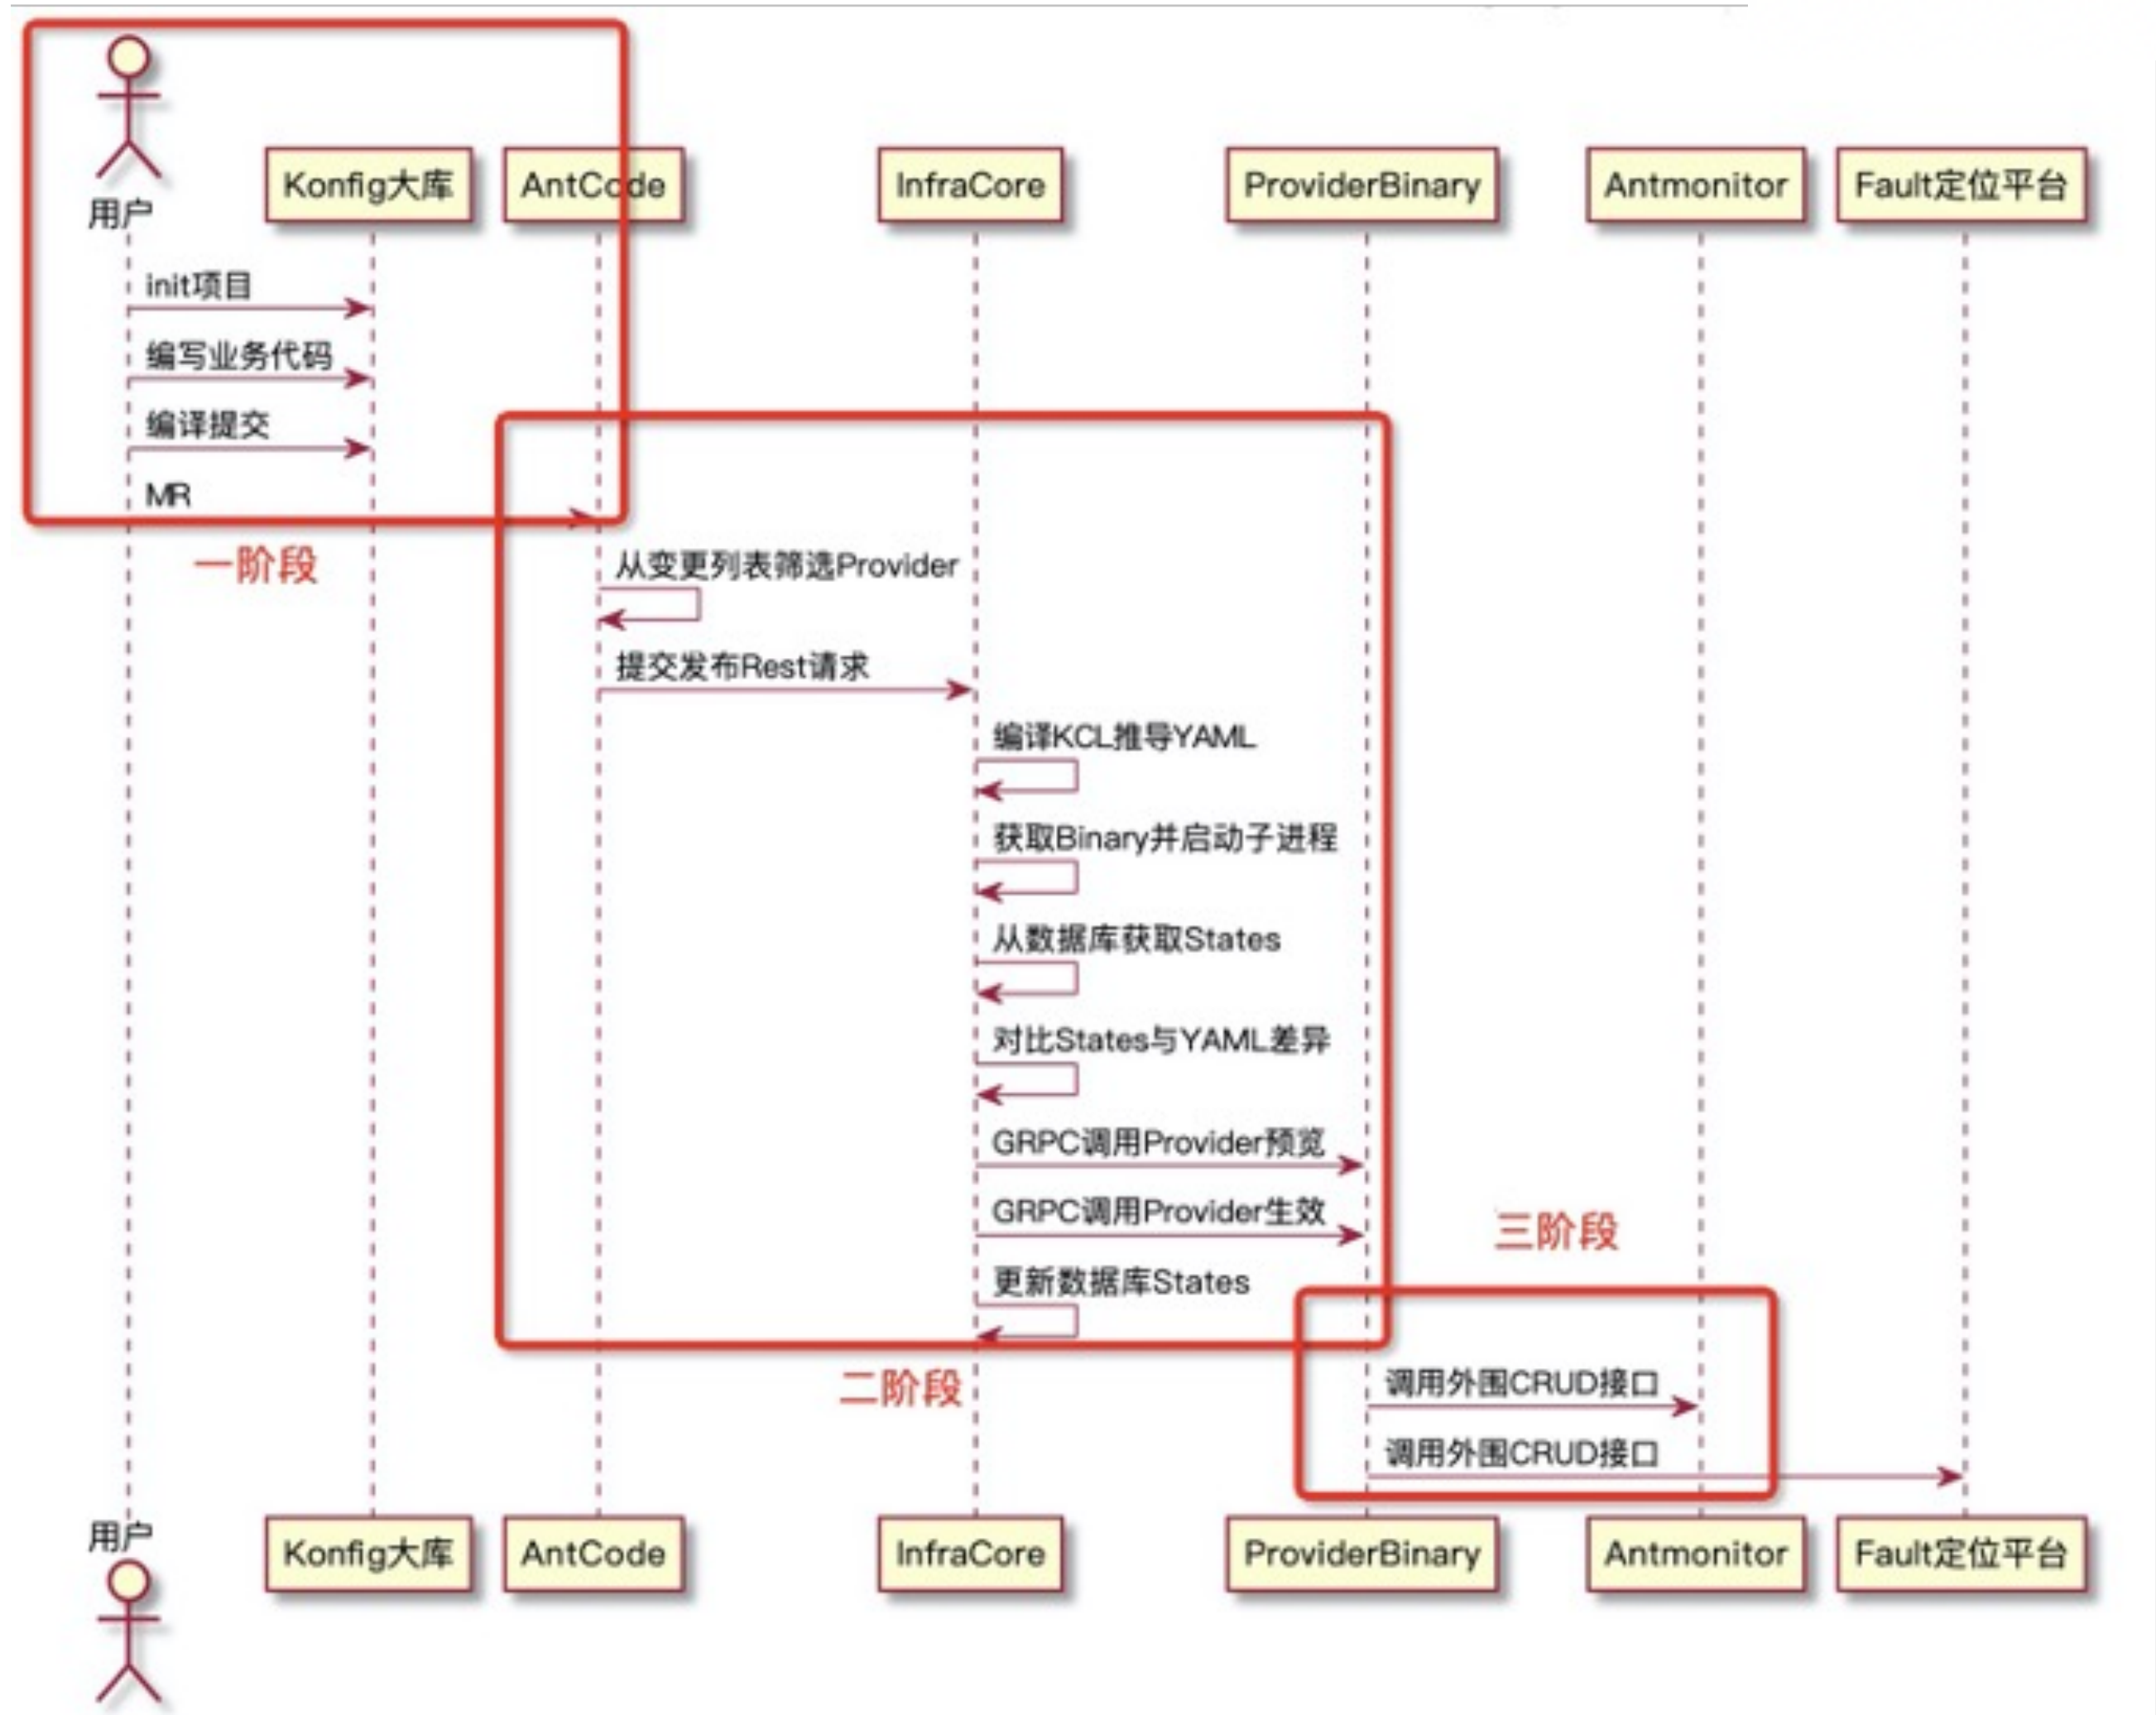 用户
Konfig大库
AntCode
InfraCore
ProviderBinary
Antmonitor
Fault定位平台
init项目
编写业务代码
编译提交
MR
一阶段
从变更列表筛选Provider
提交发布Rest请求
编译KCL推导YAML
获取Binary并启动子进程
从数据库获取States
对比States与YAML差异
GRPC调用Provider预览
GRPC调用Provider生效
三阶段
更新数据库States
二阶段
调用外围CRUD接口
调用外围CRUD接口
用户
Konfig大库
AntCode
InfraCore
ProviderBinary
Antmonitor
Fault定位平台